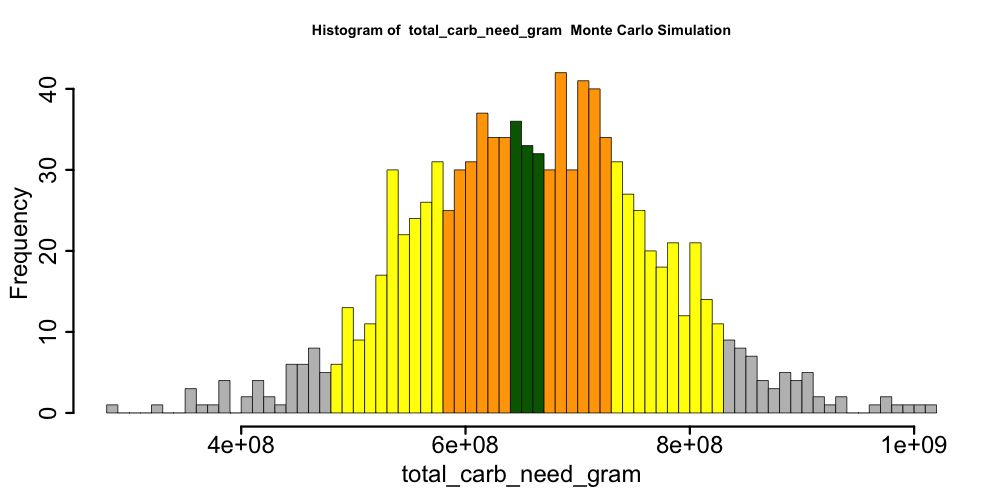 Histogram of total_carb_need_gram Monte Carlo Simulation
Frequency
40
30
20
10
0
4e+08 6e+08 8e+08 1e+09
total_carb_need_gram